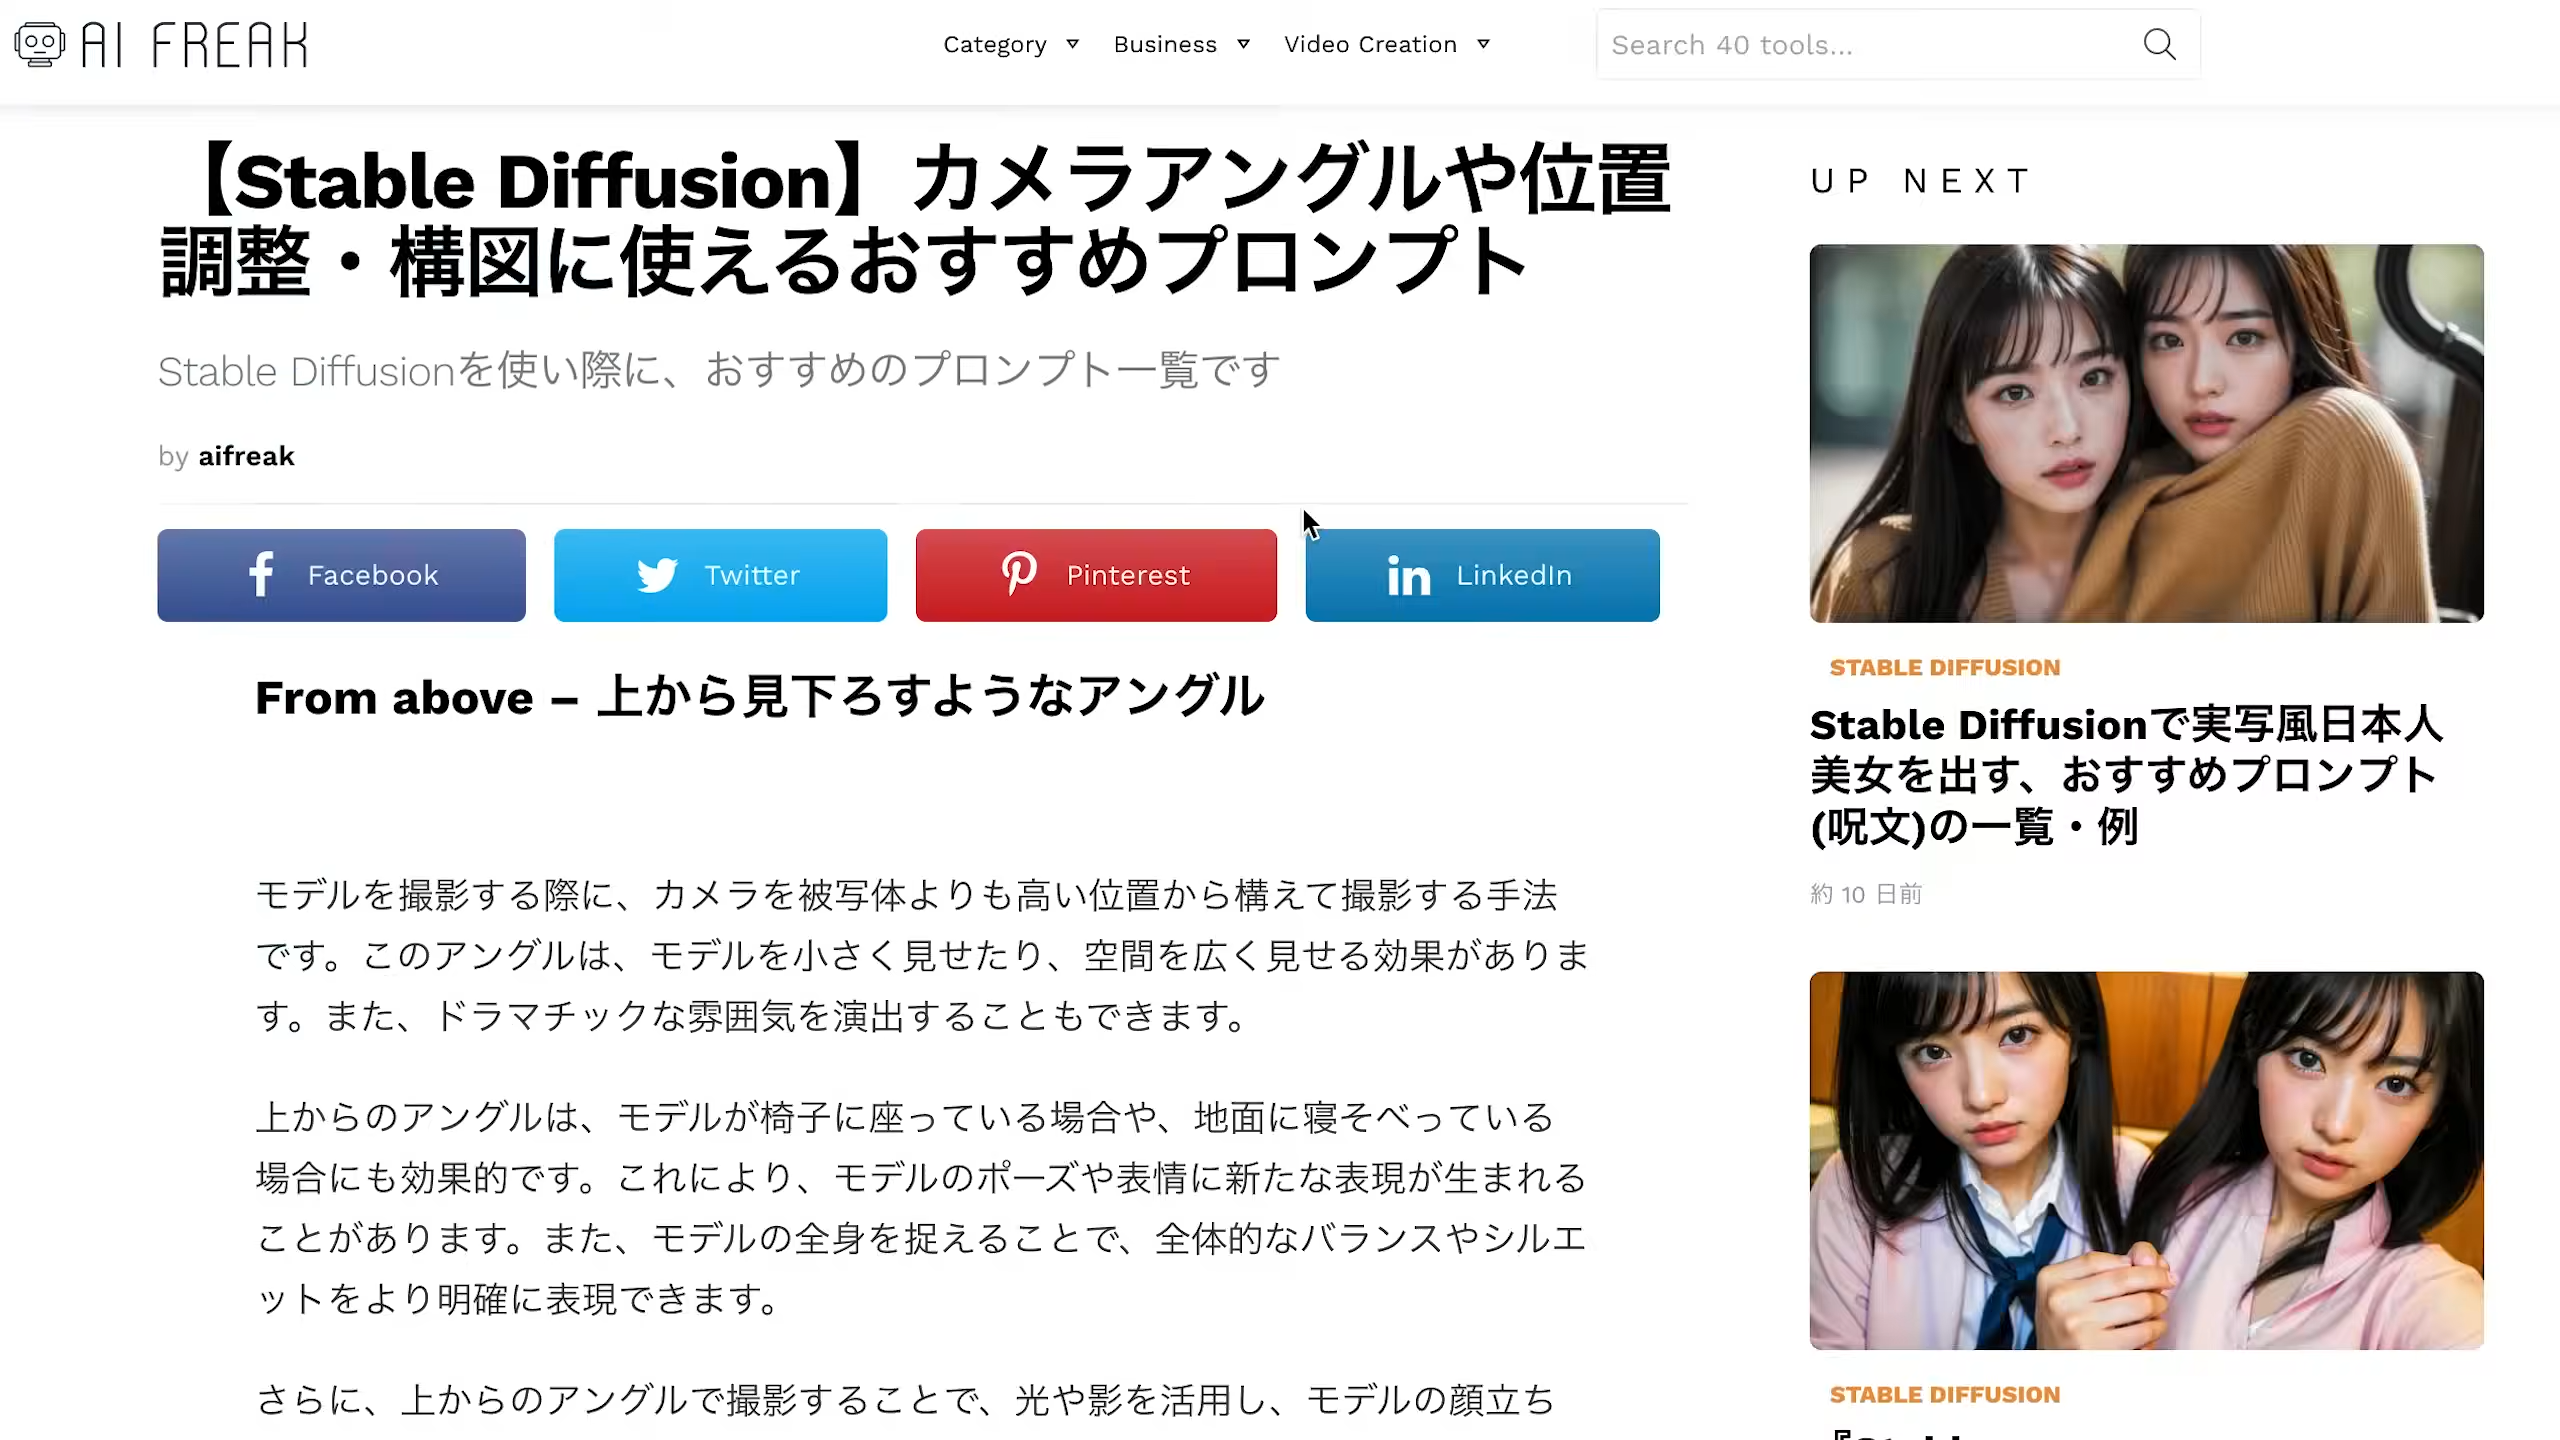 AI FREAK
Category
Business
Video Creation
Search 40 tools...
【Stable Diffusion】カメラアングルや位置
調整・構図に使えるおすすめプロンプト
Stable Diffusionを使い際に、おすすめのプロンプト一覧です
by aifreak
Facebook
Twitter
Pinterest
LinkedIn
From above – 上から見下ろすようなアングル
モデルを撮影する際に、カメラを被写体よりも高い位置から構えて撮影する手法
です。このアングルは、モデルを小さく見せたり、空間を広く見せる効果がありま
す。また、ドラマチックな雰囲気を演出することもできます。
上からのアングルは、モデルが椅子に座っている場合や、地面に寝そべっている
場合にも効果的です。これにより、モデルのポーズや表情に新たな表現が生まれる
ことがあります。また、モデルの全身を捉えることで、全体的なバランスやシルエ
ットをより明確に表現できます。
さらに、上からのアングルで撮影することで、光や影を活用し、モデルの顔立ち
UP NEXT
STABLE DIFFUSION
Stable Diffusionで実写風日本人
美女を出す、おすすめプロンプト
(呪文)の一覧・例
約 10 日前
STABLE DIFFUSION